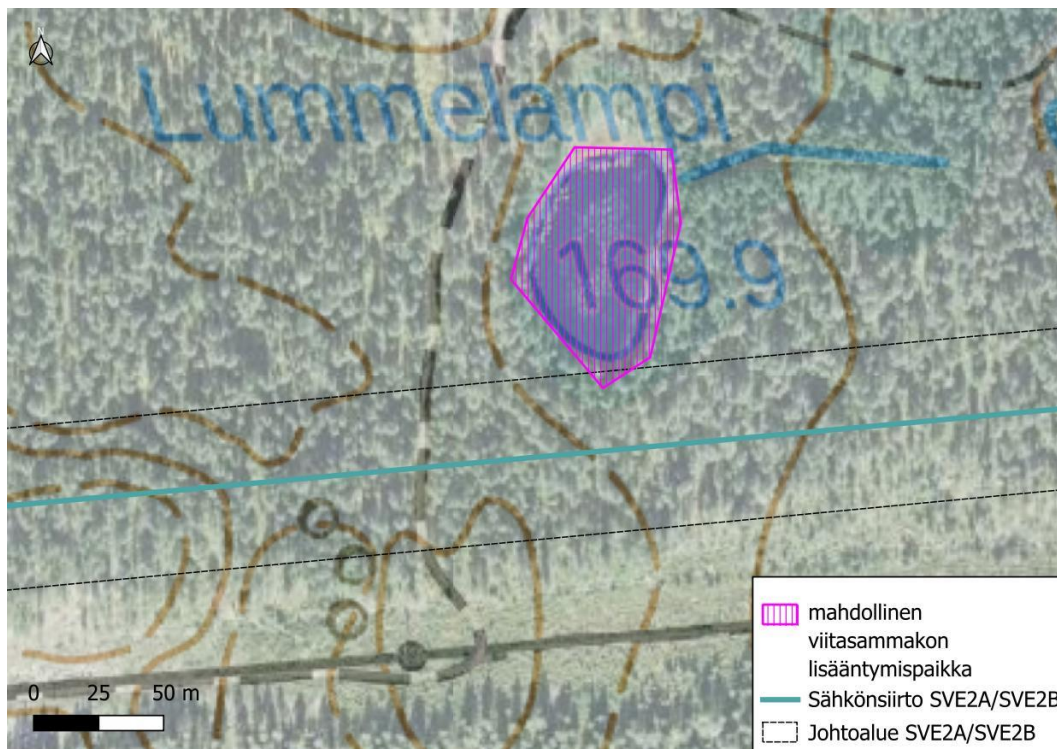 Lummelampi
169.9
0 25 50 m
mahdollinen
viitasammakon
lisääntymispaikka
Sähkönsiirto SVE2A/SVE2B
Johtoalue SVE2A/SVE2B